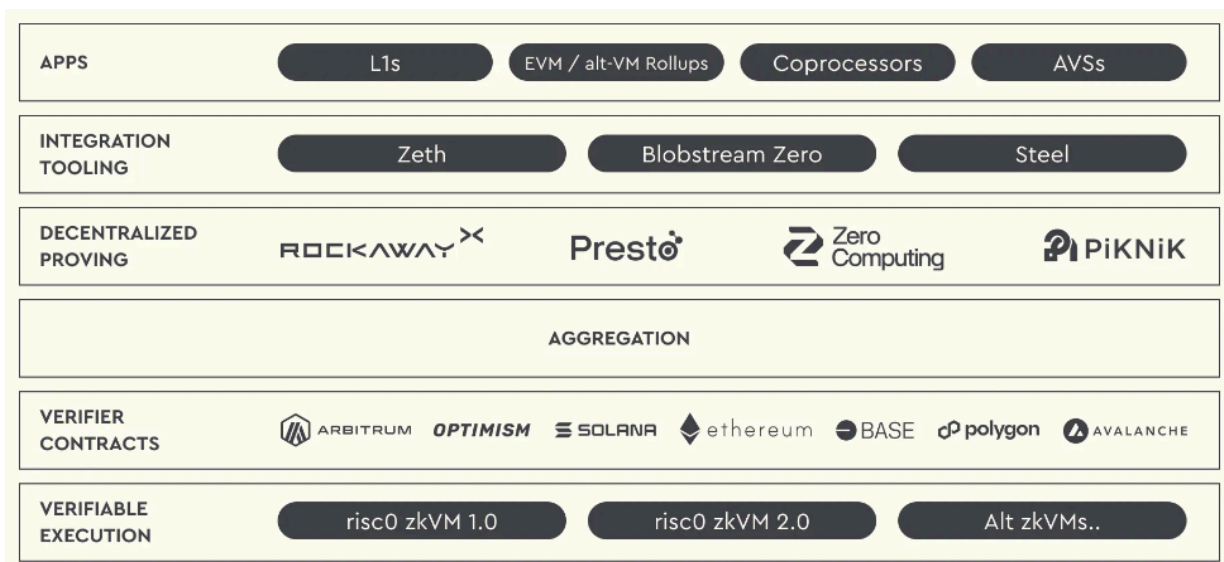 APPS
L1s
EVM / alt-VM Rollups
Coprocessors
AVSs
INTEGRATION
TOOLING
Zeth
Blobstream Zero
Steel
DECENTRALIZED
PROVING
ROCKAWAY
Presto
Zero
Computing
PiKNiK
AGGREGATION
VERIFIER
CONTRACTS
ARBITRUM
OPTIMISM
SOLANA
ethereum
BASE
polygon
AVALANCHE
VERIFIABLE
EXECUTION
risc0 zkVM 1.0
risc0 zkVM 2.0
Alt zkVMs..